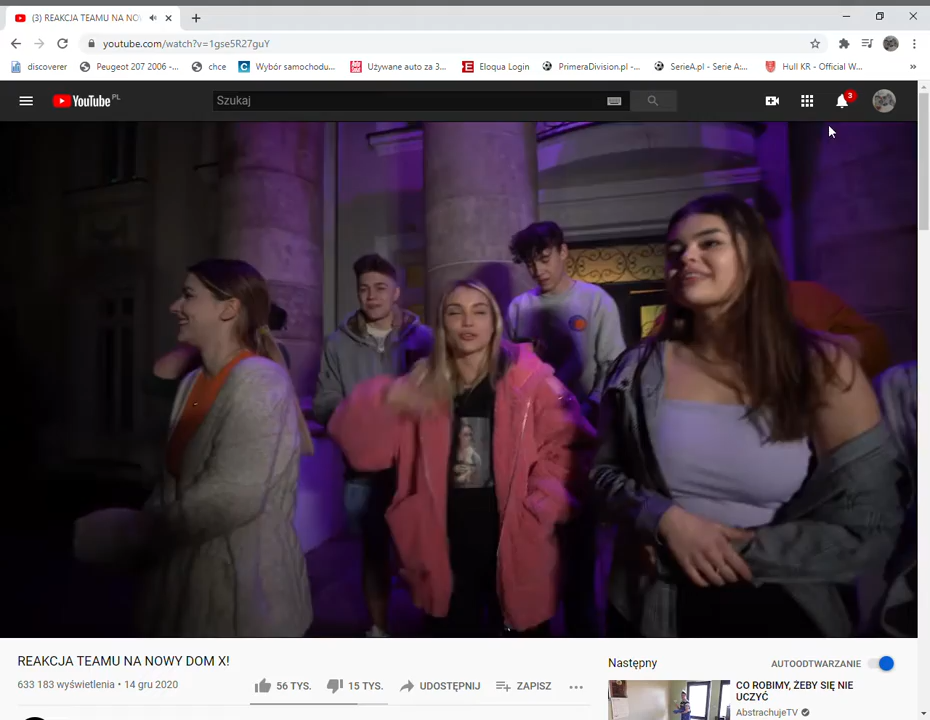 (3) REAKCJA TEAMU NA NO
youtube.com/watch?v=1gse5R27guY
discoverer
Peugeot 207 2006 -...
chce
Wybór samochodu...
Uzywane auto za 3...
Eloqua Login
PrimeraDivision.pl -...
SerieA.pl - Serie A:...
Hull KR - Official W...
YouTube PL
Szukaj
3
REAKCJA TEAMU NA NOWY DOM X!
633 183 wyświetlenia • 14 gru 2020
56 TYS.
15 TYS.
UDOSTĘPNIJ
ZAPISZ
Następny
AUTOODTWARZANIE
CO ROBIMY, ŻEBY SIĘ NIE
UCZYĆ
AbstrachujeTV